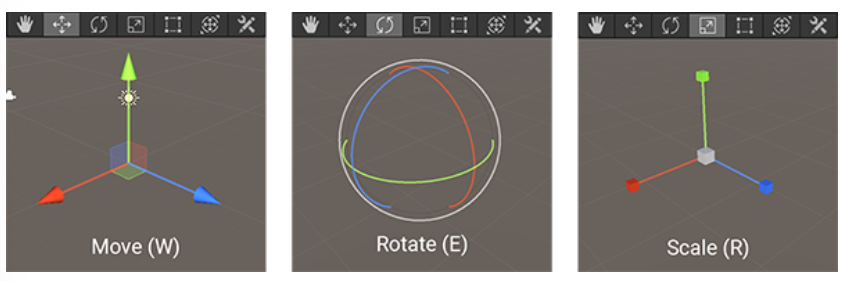 Move (W)
Rotate (E)
Scale (R)